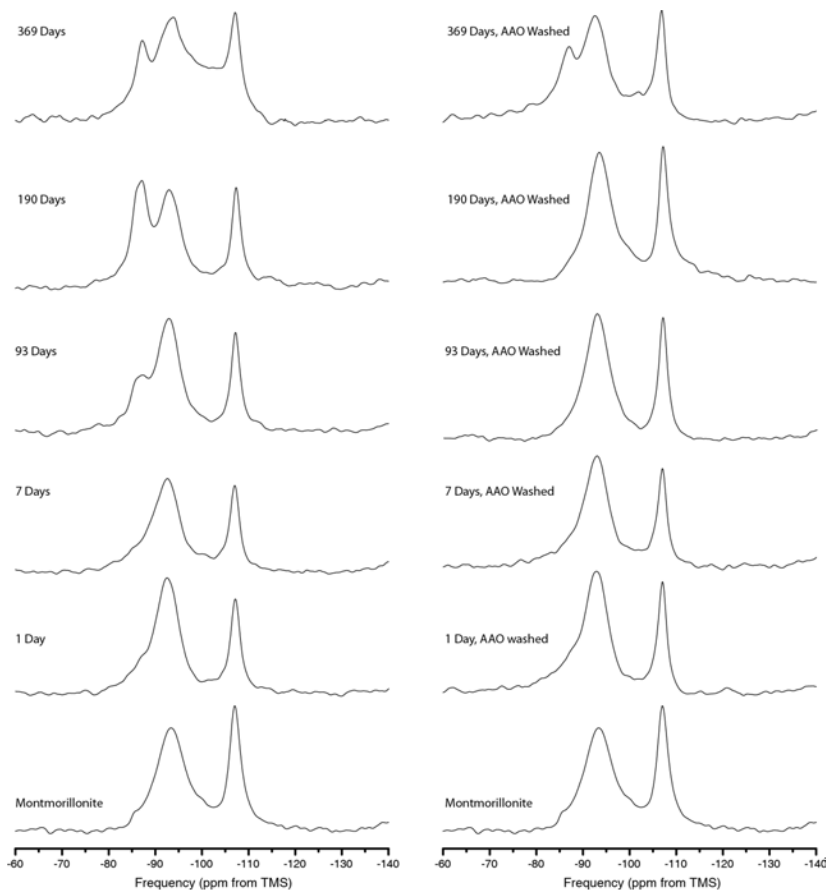 369 Days
190 Days
93 Days
7 Days
1 Day
Montmorillonite
-60 -70 -80 -90 -100 -110 -120 -130 -140
Frequency (ppm from TMS)
369 Days, AAO Washed
190 Days, AAO Washed
93 Days, AAO Washed
7 Days, AAO Washed
1 Day, AAO washed
Montmorillonite
-60 -70 -80 -90 -100 -110 -120 -130 -140
Frequency (ppm from TMS)